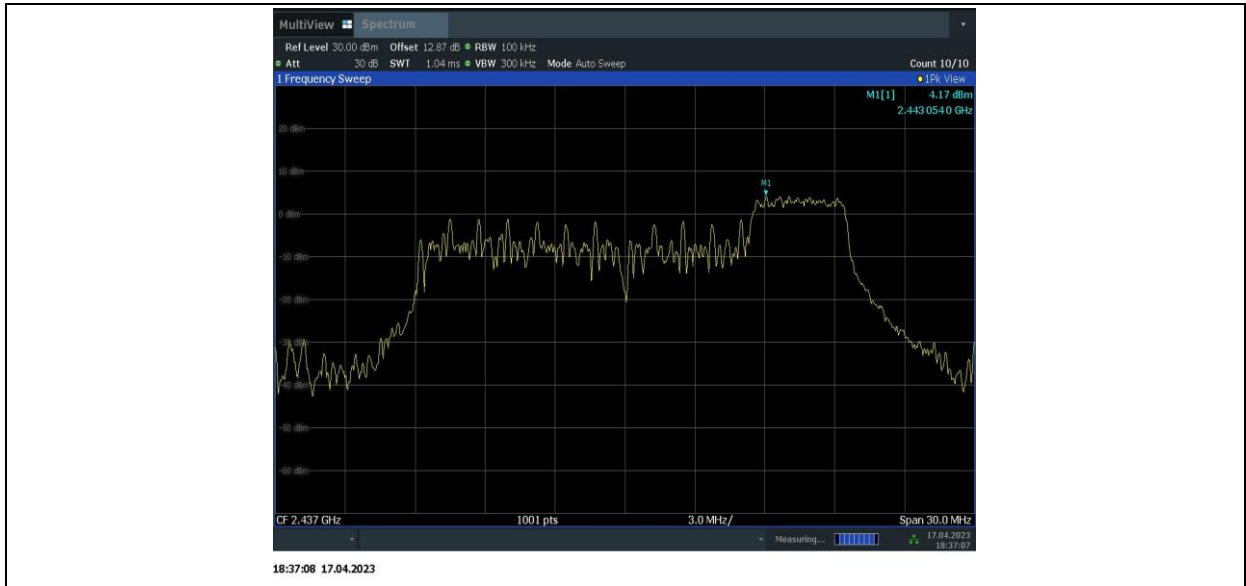 MultiView Spectrum
Ref Level 30.00 dBm Offset 12.87 dB RBW 100 kHz
Att 30 dB SWT 1.04 ms VBW 300 kHz Mode Auto Sweep Count 10/10
1 Frequency Sweep 1Pk View
M1[1] 4.17 dBm
2.4430540 GHz
20 dBm
10 dBm
M1
0 dBm
-10 dBm
-20 dBm
-30 dBm
-40 dBm
-50 dBm
-60 dBm
CF 2.437 GHz 1001 pts 3.0 MHz/ Span 30.0 MHz
Measuring... 17.04.2023
18:37:07
18:37:08 17.04.2023